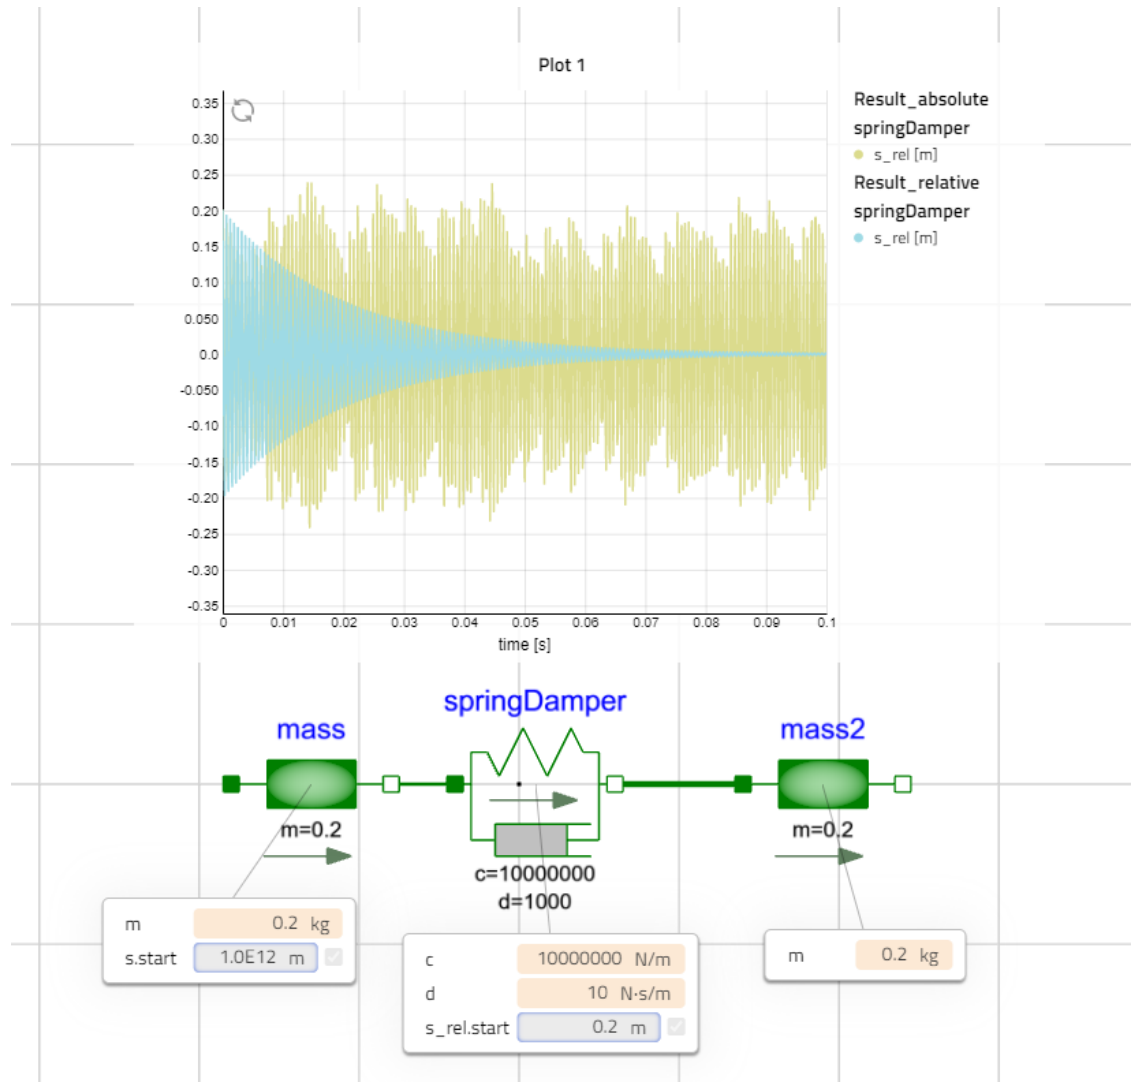 Plot 1
0.35
0.30
0.25
0.20
0.15
0.10
0.050
0.0
-0.050
-0.10
-0.15
-0.20
-0.25
-0.30
-0.35
0 0.01 0.02 0.03 0.04 0.05 0.06 0.07 0.08 0.09 0.1
time [s]
Result_absolute
springDamper
s_rel [m]
Result_relative
springDamper
s_rel [m]
springDamper
mass
mass2
m=0.2
m=0.2
c=10000000
d=1000
m 0.2 kg
s.start 1.0E12 m
c 10000000 N/m
d 10 N·s/m
s_rel.start 0.2 m
m 0.2 kg